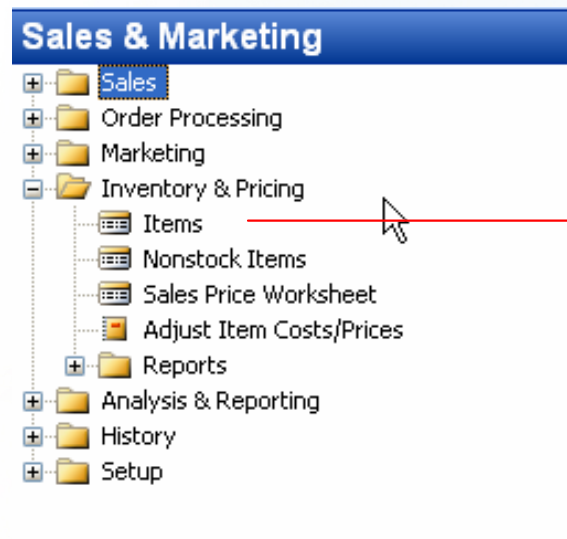 Sales & Marketing
Sales
Order Processing
Marketing
Inventory & Pricing
Items
Nonstock Items
Sales Price Worksheet
Adjust Item Costs/Prices
Reports
Analysis & Reporting
History
Setup